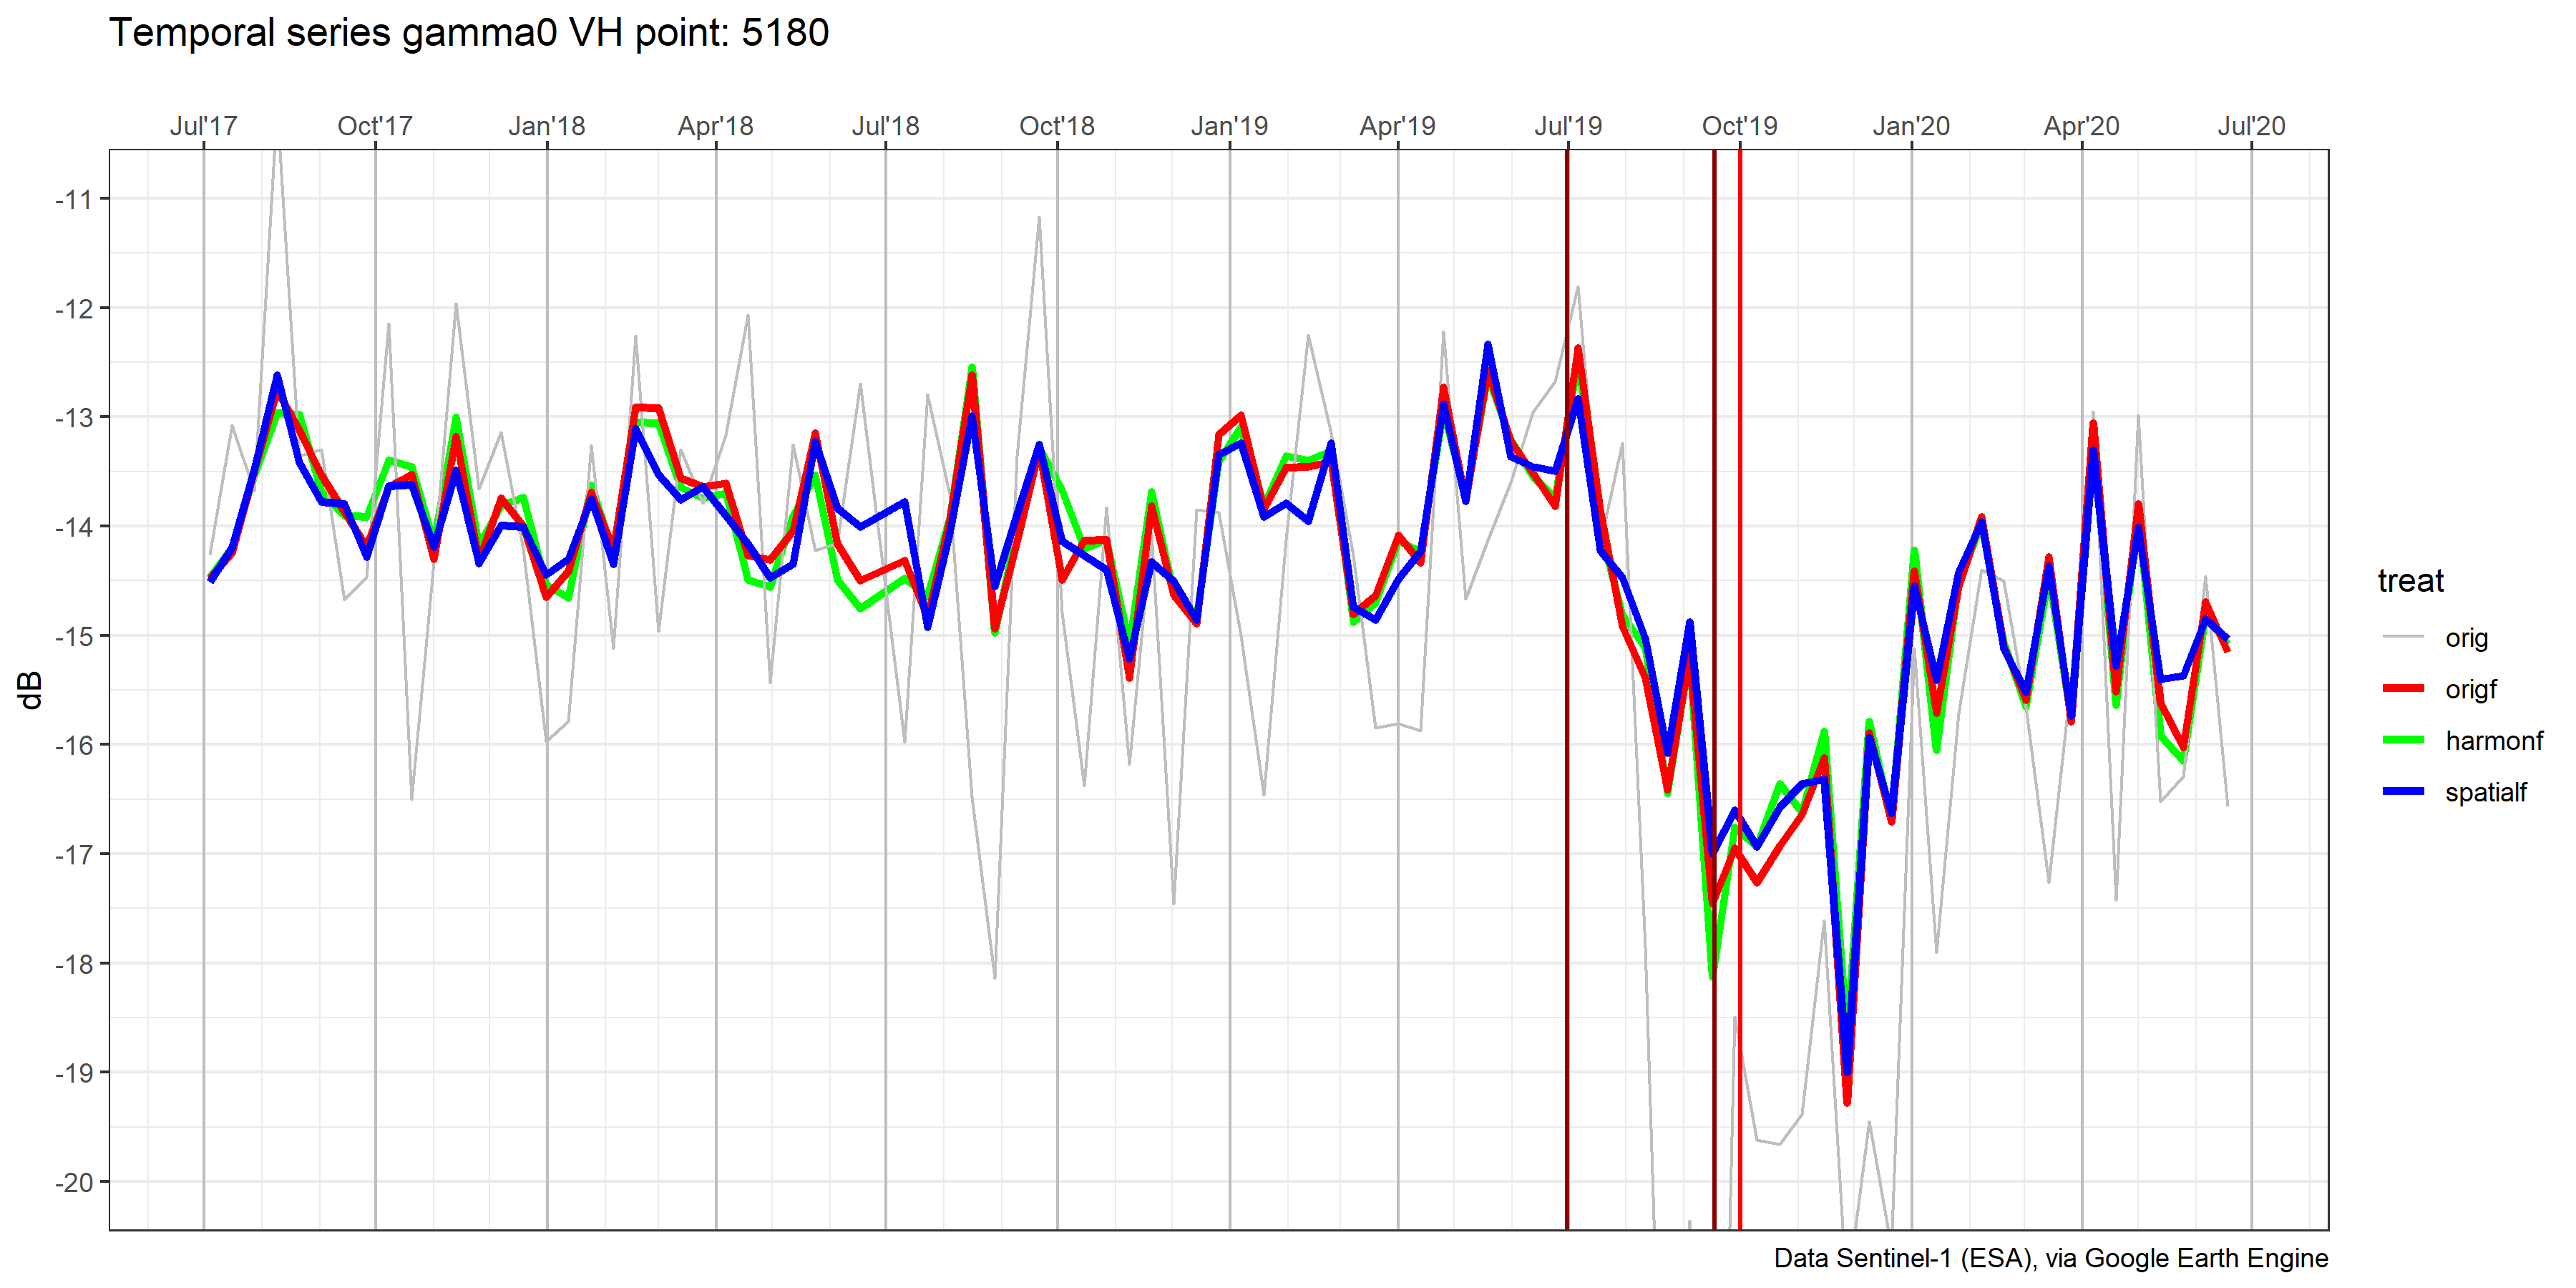 Temporal series gamma0 VH point: 5180
Jul'17 Oct'17 Jan'18 Apr'18 Jul'18 Oct'18 Jan'19 Apr'19 Jul'19 Oct'19 Jan'20 Apr'20 Jul'20
-11
-12
-13
-14
-15
-16
-17
-18
-19
-20
dB
treat
orig
origf
harmonf
spatialf
Data Sentinel-1 (ESA), via Google Earth Engine